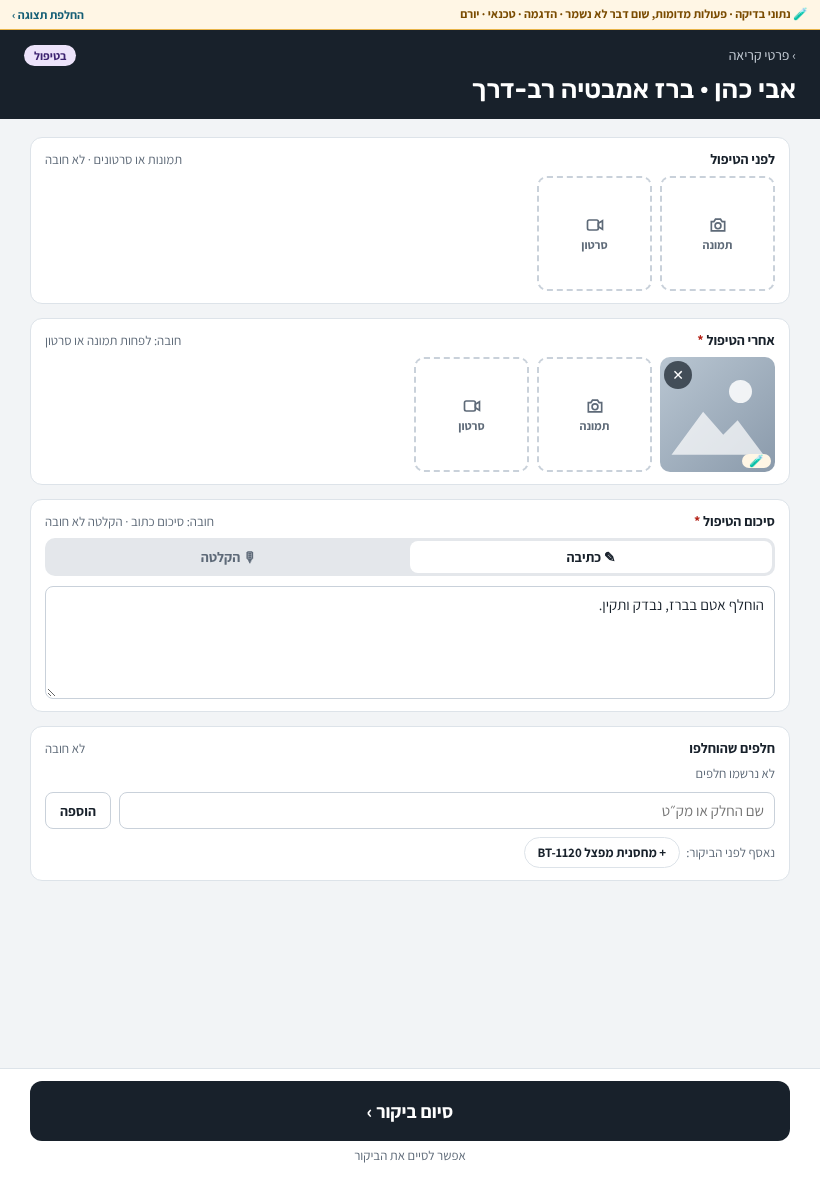 🧪 נתוני בדיקה · פעולות מדומות, שום דבר לא נשמר · הדגמה · טכנאי · יורם
החלפת תצוגה ›
› פרטי קריאה
בטיפול
אבי כהן • ברז אמבטיה רב-דרך
לפני הטיפול
תמונות או סרטונים · לא חובה
תמונה
סרטון
אחרי הטיפול *
חובה: לפחות תמונה או סרטון
תמונה
סרטון
סיכום הטיפול *
חובה: סיכום כתוב · הקלטה לא חובה
✎ כתיבה
🎙 הקלטה
הוחלף אטם בברז, נבדק ותקין.
חלפים שהוחלפו
לא חובה
לא נרשמו חלפים
שם החלק או מק״ט
הוספה
נאסף לפני הביקור:
+ מחסנית מפצל BT-1120
סיום ביקור ›
אפשר לסיים את הביקור